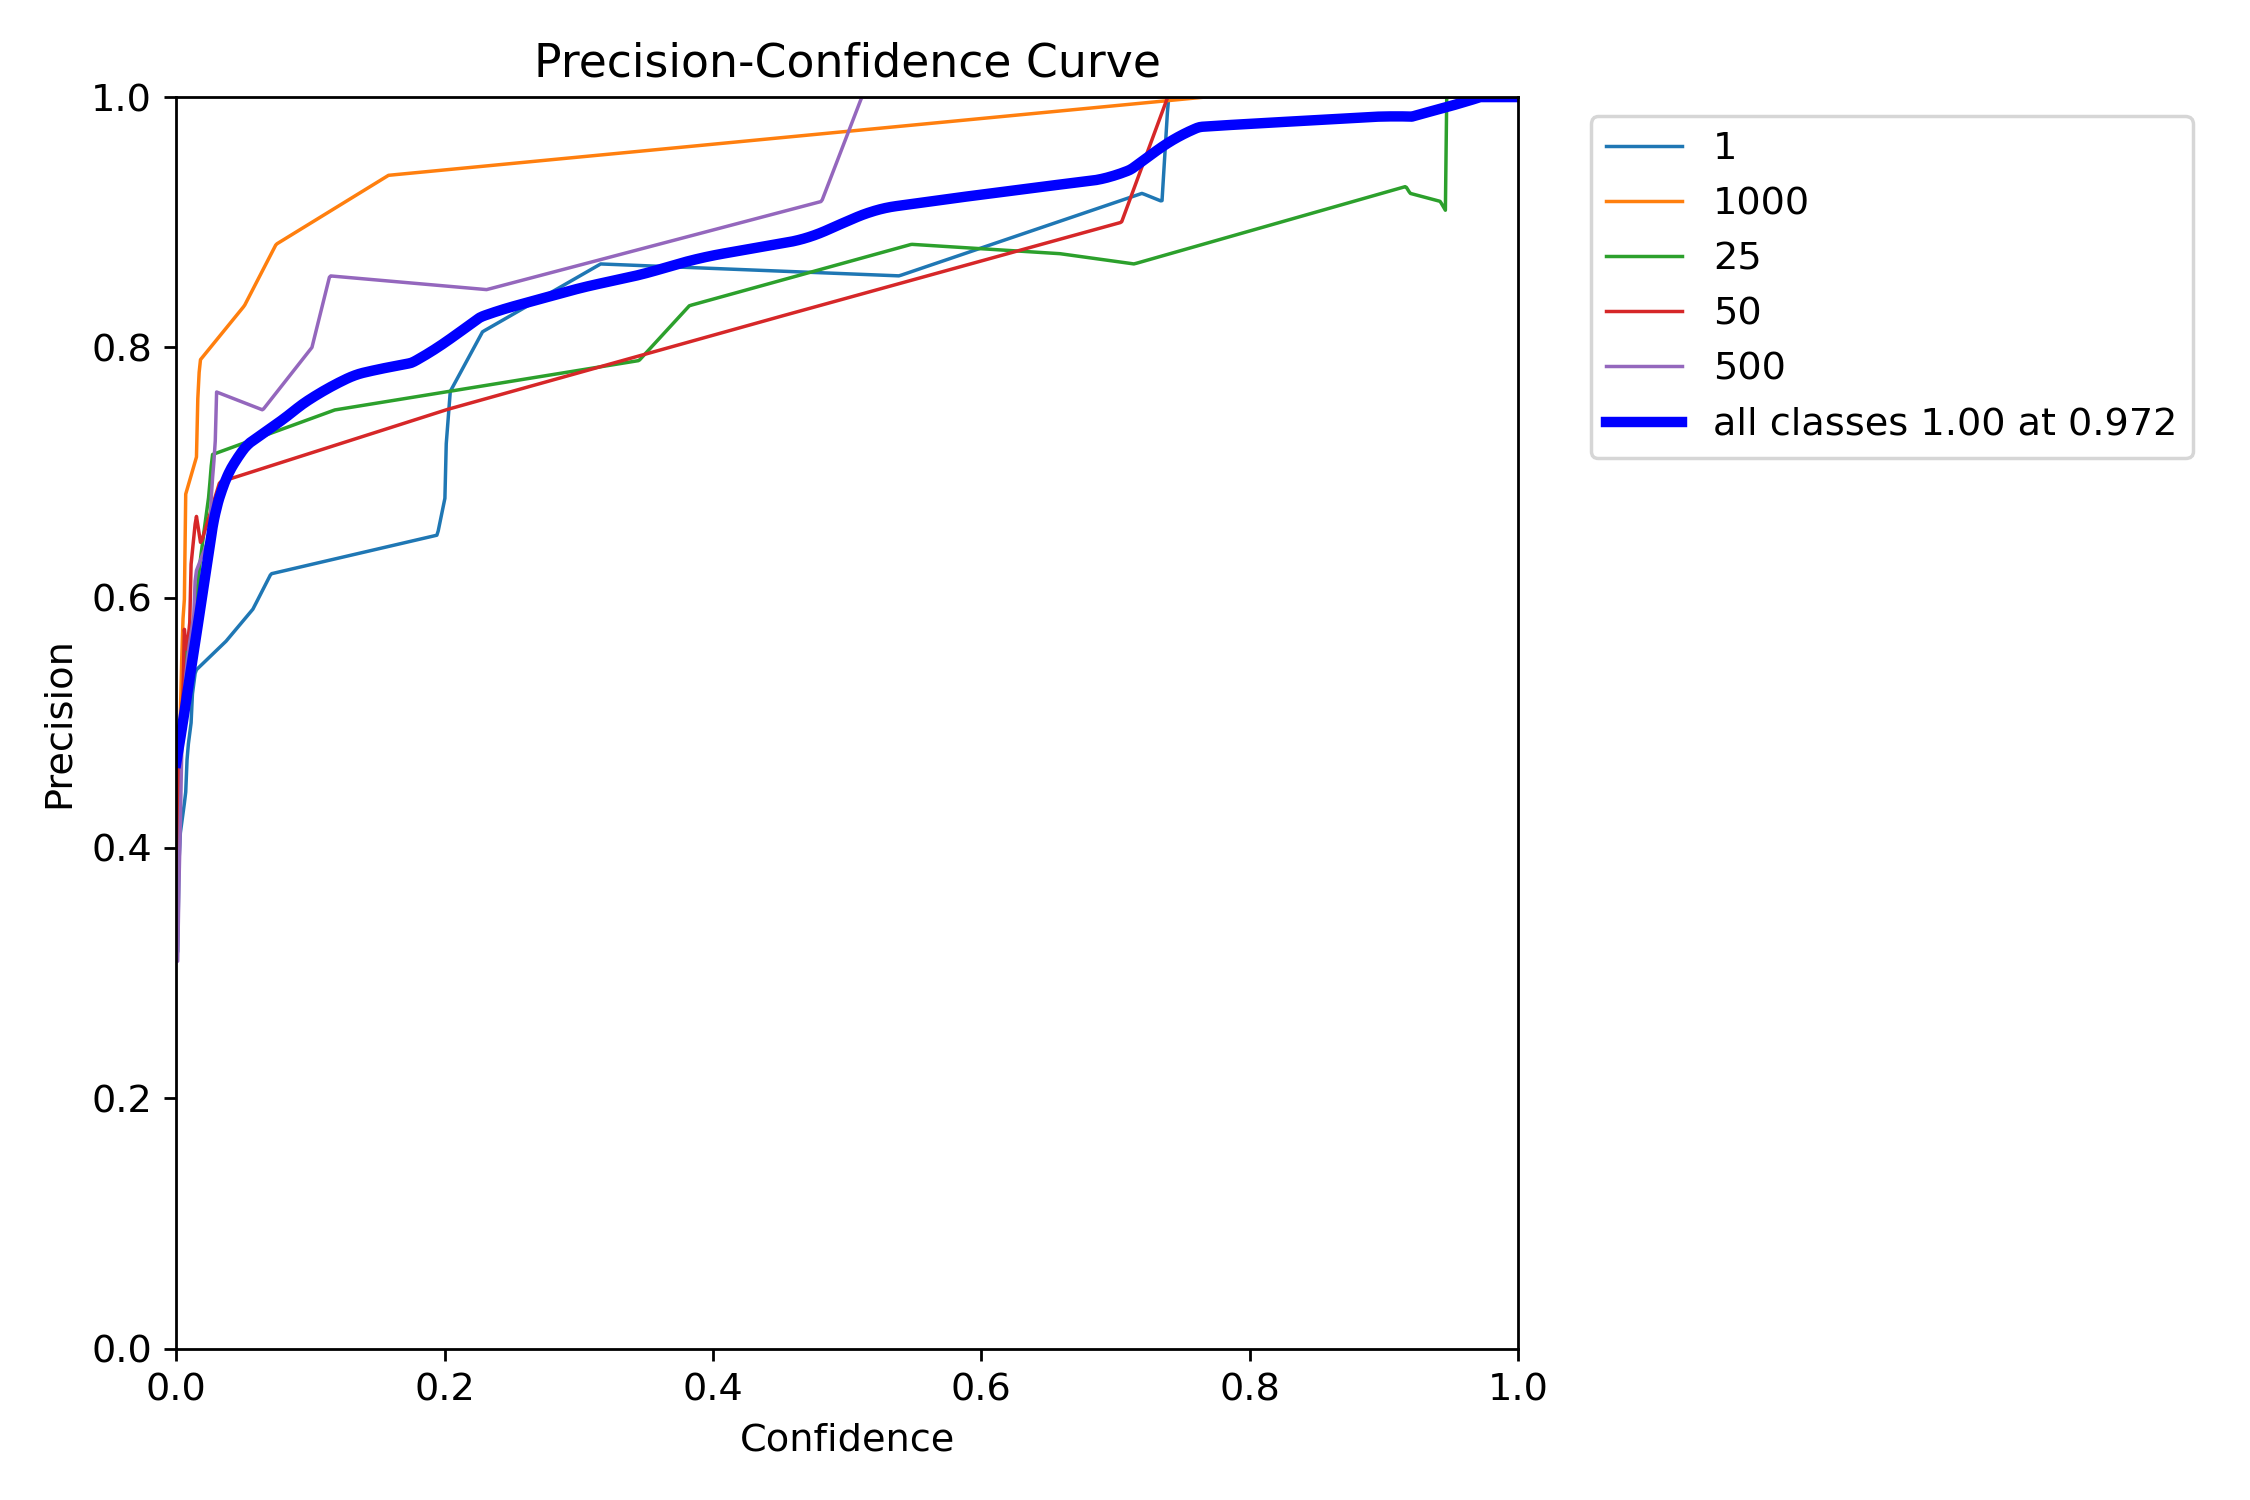 Precision-Confidence Curve
1.0
0.8
0.6
0.4
0.2
0.0
Precision
0.0 0.2 0.4 0.6 0.8 1.0
Confidence
1
1000
25
50
500
all classes 1.00 at 0.972